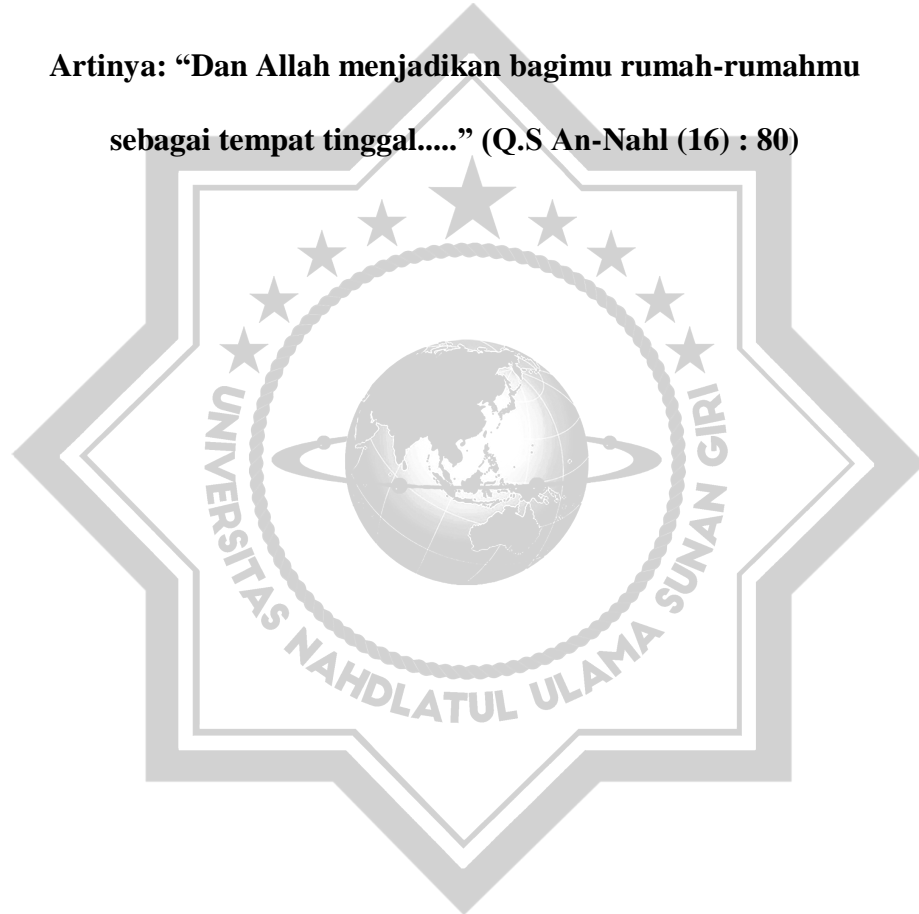 Artinya: “Dan Allah menjadikan bagimu rumah-rumahmu
sebagai tempat tinggal.....” (Q.S An-Nahl (16) : 80)
UNIVERSITAS NAHDLATUL ULAMA SUNAN GIRI